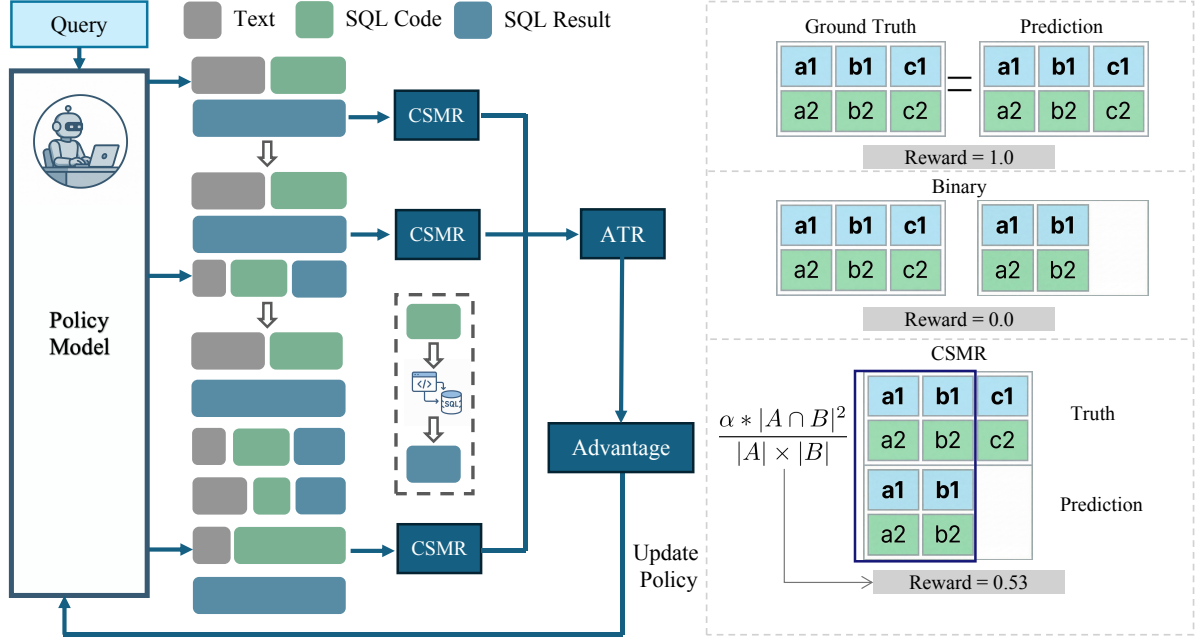 Query
Text
SQL Code
SQL Result
Policy
Model
CSMR
CSMR
CSMR
</>
SQL
ATR
Advantage
Update
Policy
Ground Truth
Prediction
a1 b1 c1 = a1 b1 c1
a2 b2 c2 a2 b2 c2
Reward = 1.0
Binary
a1 b1 c1 a1 b1
a2 b2 c2 a2 b2
Reward = 0.0
CSMR
a1 b1 c1
a2 b2 c2
Truth
α ∗ |A ∩ B|²
|A| × |B|
a1 b1
a2 b2
Prediction
Reward = 0.53